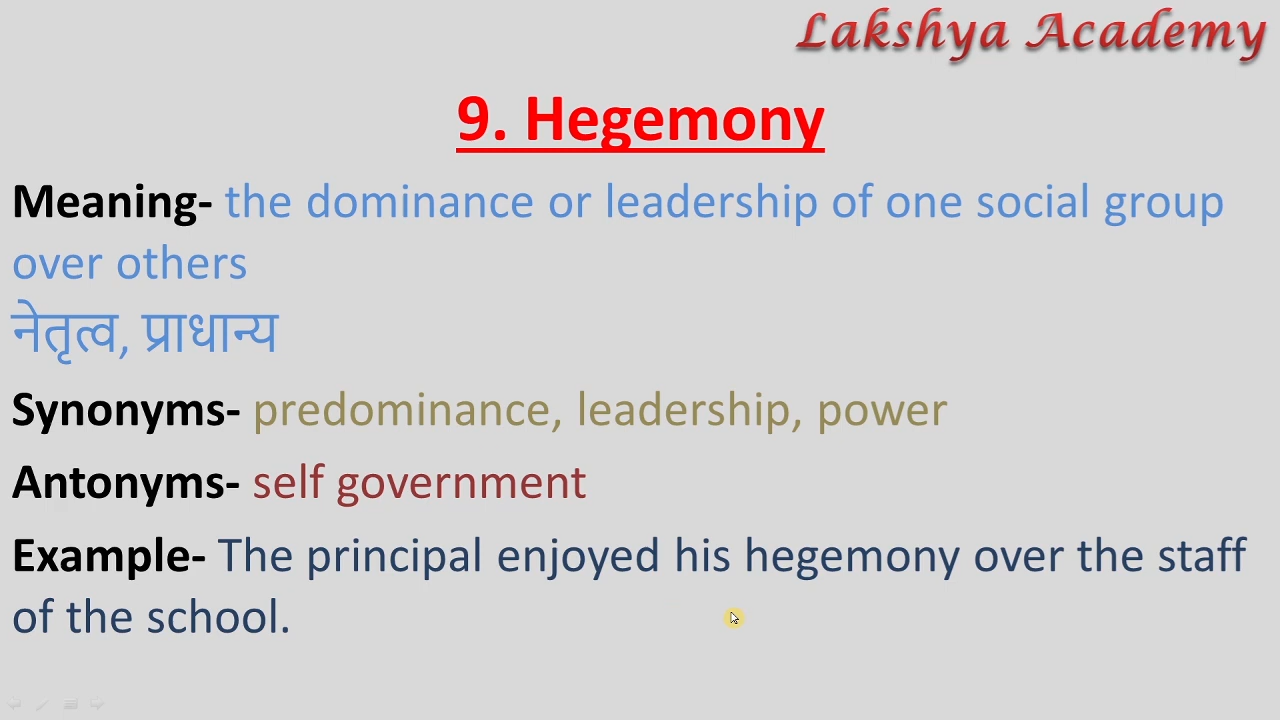 Lakshya Academy
9. Hegemony
Meaning- the dominance or leadership of one social group
over others
नेतृत्व, प्राधान्य
Synonyms- predominance, leadership, power
Antonyms- self government
Example- The principal enjoyed his hegemony over the staff
of the school.